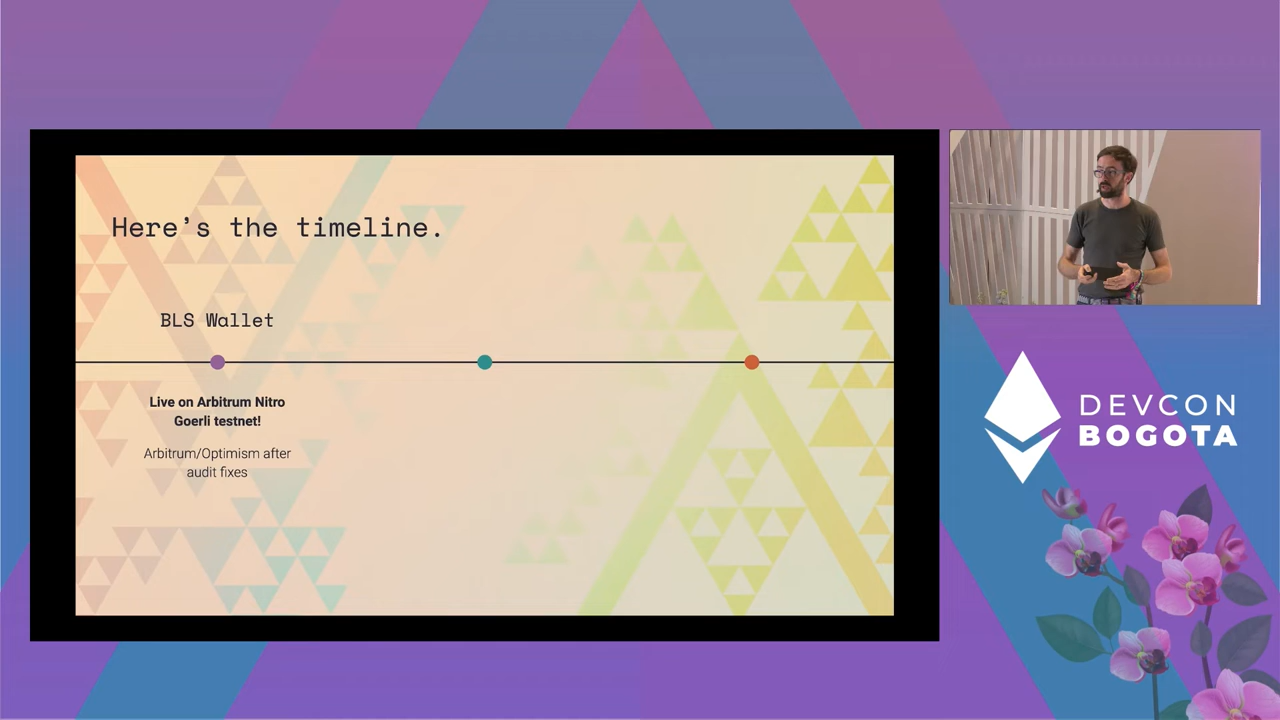 Here's the timeline.
BLS Wallet
Live on Arbitrum Nitro
Goerli testnet!
Arbitrum/Optimism after
audit fixes
DEVCON
BOGOTA